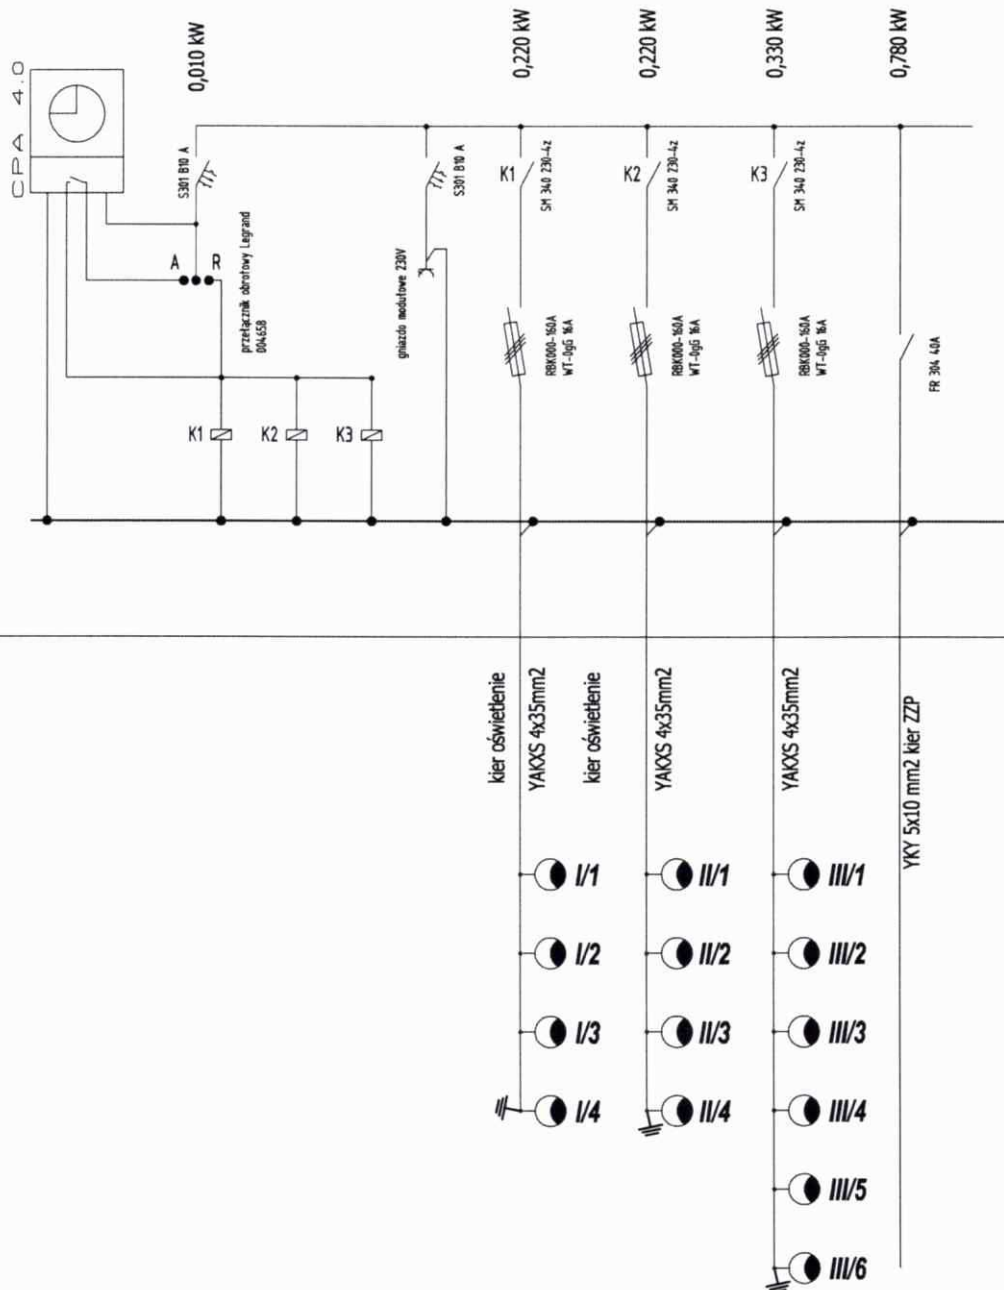 CPA 4.0
0,010 kW
0,220 kW
0,220 kW
0,330 kW
0,780 kW
S301 B10 A
S301 B10 A
K1
SM 340 230-4z
K2
SM 340 230-4z
K3
SM 340 230-4z
A
R
przełącznik obrotowy Legrand
004658
gniazdo modułowe 230V
RBK000-160A
WT-0gG 16A
RBK000-160A
WT-0gG 16A
RBK000-160A
WT-0gG 16A
FR 304 40A
K1
K2
K3
kier oświetlenie
YAKXS 4x35mm2
kier oświetlenie
YAKXS 4x35mm2
YAKXS 4x35mm2
YKY 5x10 mm2 kier ZZP
I/1
II/1
III/1
I/2
II/2
III/2
I/3
II/3
III/3
I/4
II/4
III/4
III/5
III/6